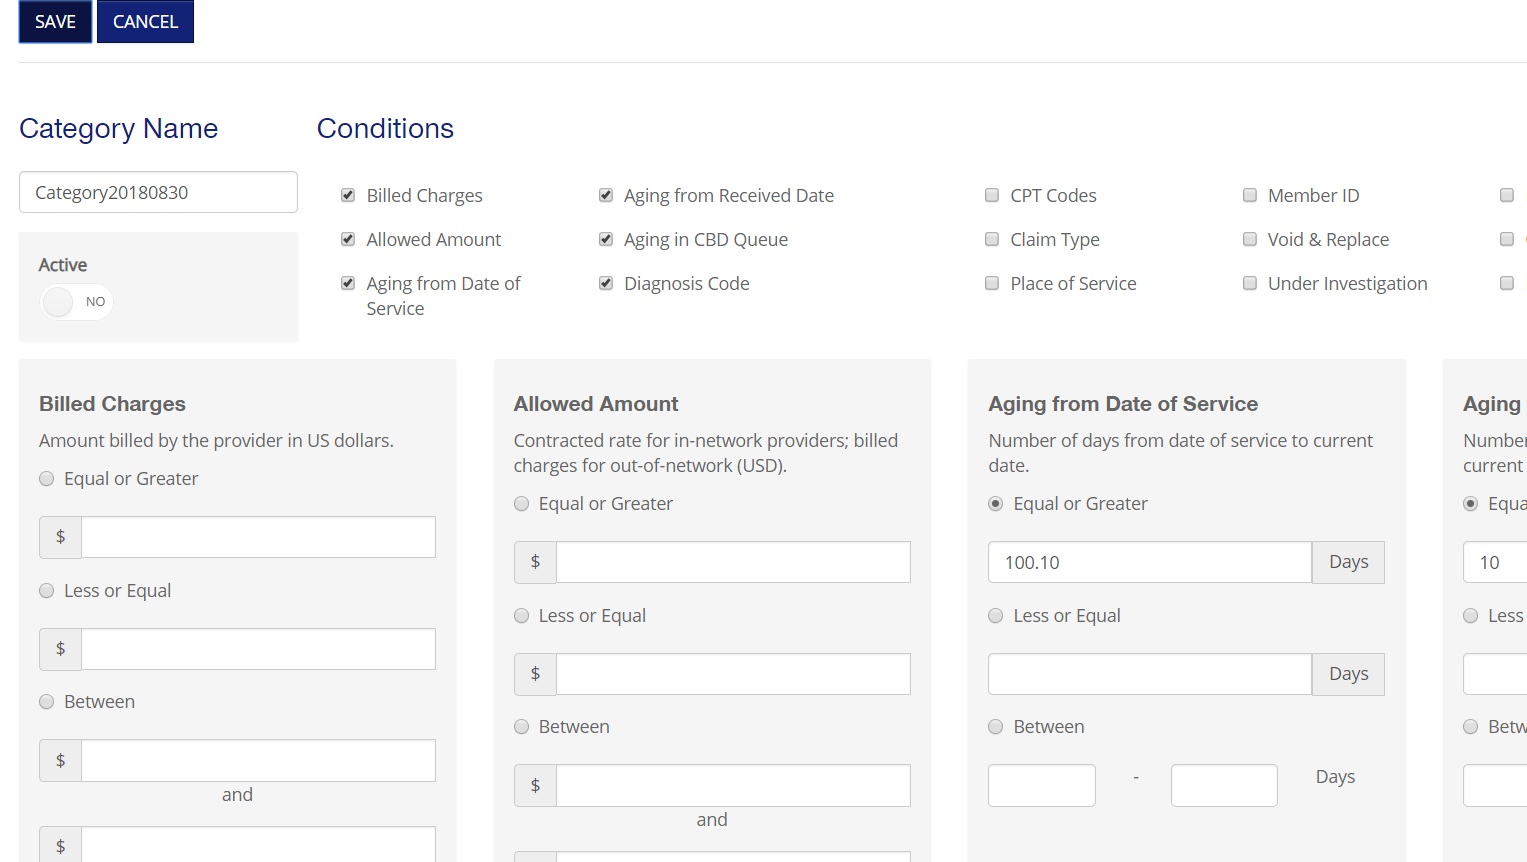 SAVE CANCEL
Category Name
Conditions
Category20180830
Active
NO
Billed Charges
Allowed Amount
Aging from Date of
Service
Aging from Received Date
Aging in CBD Queue
Diagnosis Code
CPT Codes
Claim Type
Place of Service
Member ID
Void & Replace
Under Investigation
Billed Charges
Amount billed by the provider in US dollars.
Equal or Greater
$
Less or Equal
$
Between
$
and
$
Allowed Amount
Contracted rate for in-network providers; billed
charges for out-of-network (USD).
Equal or Greater
$
Less or Equal
$
Between
$
and
Aging from Date of Service
Number of days from date of service to current
date.
Equal or Greater
100.10 Days
Less or Equal
Days
Between
- Days
Aging
Number
current
Equa
10
Less
Betw